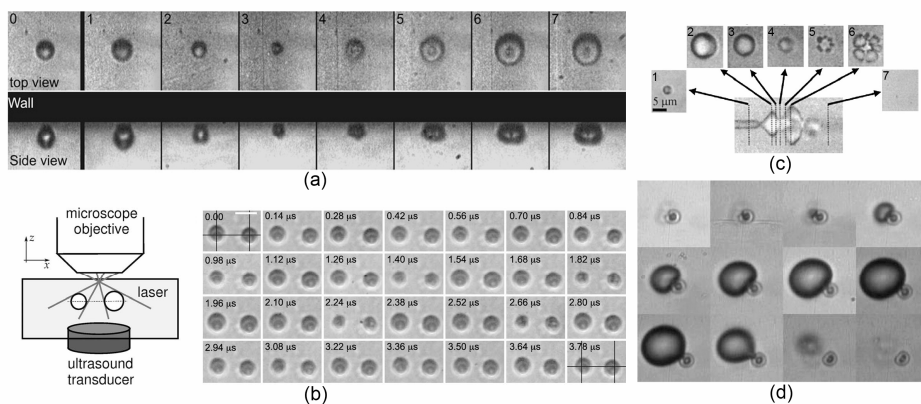 0 1 2 3 4 5 6 7
top view
Wall
Side view
(a)
2 3 4 5 6
1
7
5 μm
(c)
microscope
objective
z
x
laser
ultrasound
transducer
0.00 0.14 μs 0.28 μs 0.42 μs 0.56 μs 0.70 μs 0.84 μs
0.98 μs 1.12 μs 1.26 μs 1.40 μs 1.54 μs 1.68 μs 1.82 μs
1.96 μs 2.10 μs 2.24 μs 2.38 μs 2.52 μs 2.66 μs 2.80 μs
2.94 μs 3.08 μs 3.22 μs 3.36 μs 3.50 μs 3.64 μs 3.78 μs
(b)
(d)